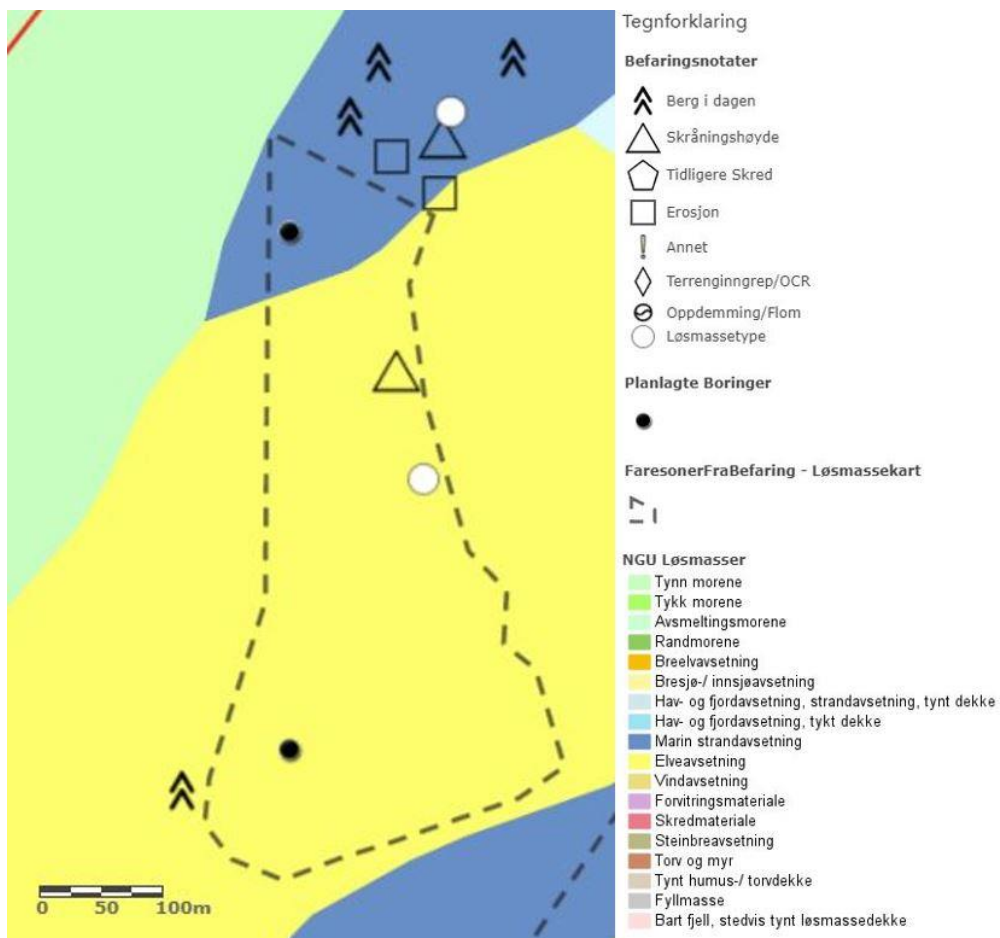 Tegnforklaring
Befaringsnotater
Berg i dagen
Skråningshøyde
Tidligere Skred
Erosjon
Annet
Terrenginngrep/OCR
Oppdemming/Flom
Løsmassetype
Planlagte Boringer
FaresonerFraBefaring - Løsmassekart
NGU Løsmasser
Tynn morene
Tykk morene
Avsmeltingsmorene
Randmorene
Breelvavsetning
Bresjø-/ innsjøavsetning
Hav- og fjordavsetning, strandavsetning, tynt dekke
Hav- og fjordavsetning, tykt dekke
Marin strandavsetning
Elveavsetning
Vindavsetning
Forvitringsmateriale
Skredmateriale
Steinbreavsetning
Torv og myr
Tynt humus-/ torvdekke
Fyllmasse
Bart fjell, stedvis tynt løsmassedekke
0 50 100m